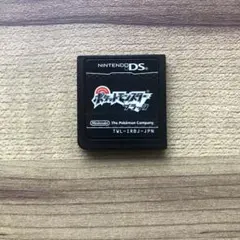 NINTENDO DS
ポケットモンスター
Nintendo The Pokémon Company
TWL-IRBJ-JPN